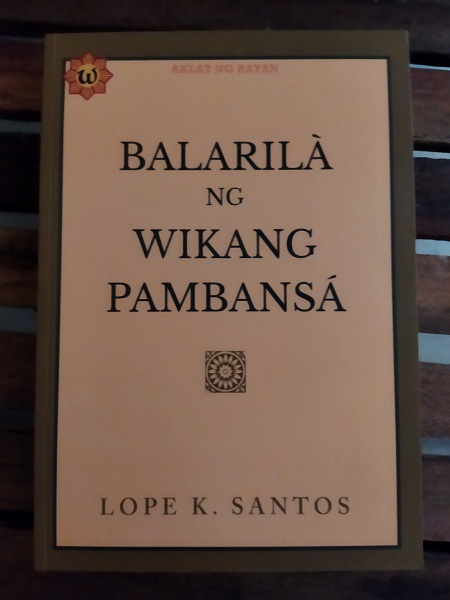 W
AKLAT NG BAYAN
BALARILÀ
NG
WIKANG
PAMBANSÁ
LOPE K. SANTOS